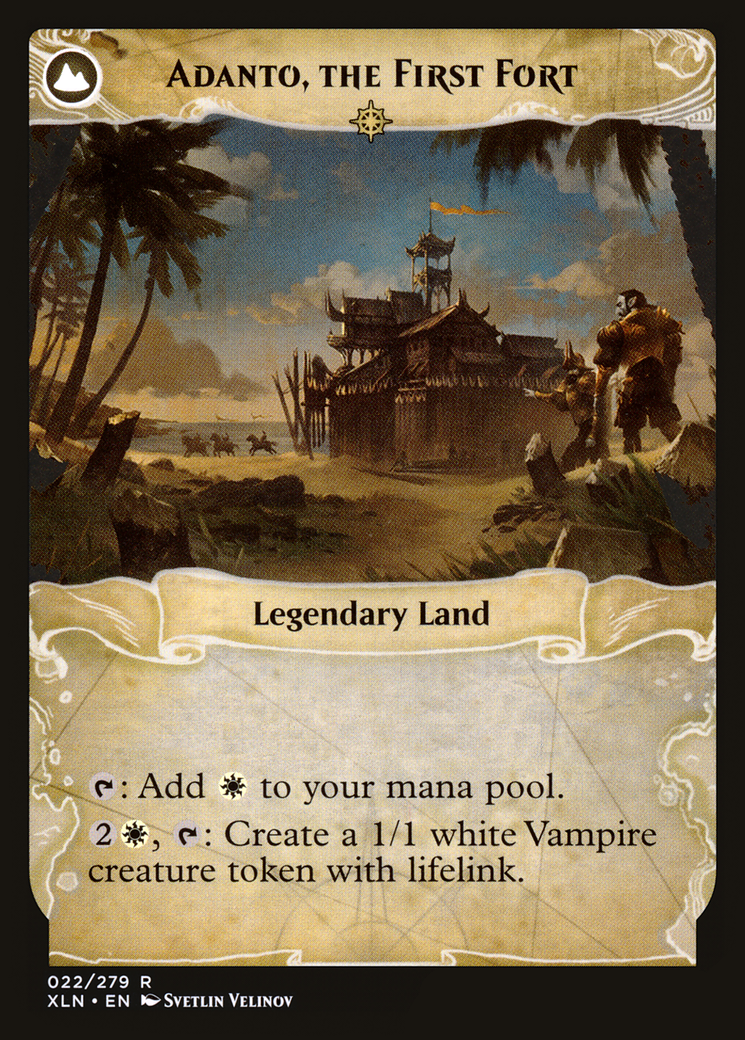 Adanto, the First Fort
Legendary Land
: Add to your mana pool.
2, : Create a 1/1 white Vampire
creature token with lifelink.
022/279 R
XLN • EN Svetlin Velinov